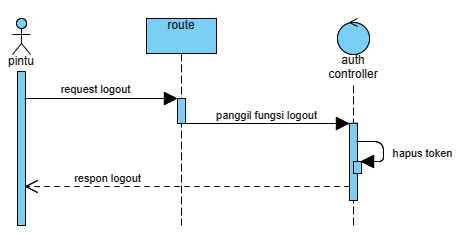 route
pintu
auth
controller
request logout
panggil fungsi logout
hapus token
respon logout